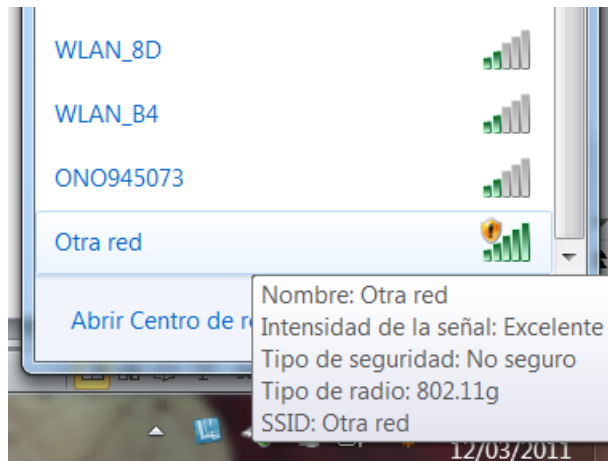 WLAN_8D
WLAN_B4
ONO945073
Otra red
Abrir Centro de
Nombre: Otra red
Intensidad de la señal: Excelente
Tipo de seguridad: No seguro
Tipo de radio: 802.11g
SSID: Otra red
12/03/2011